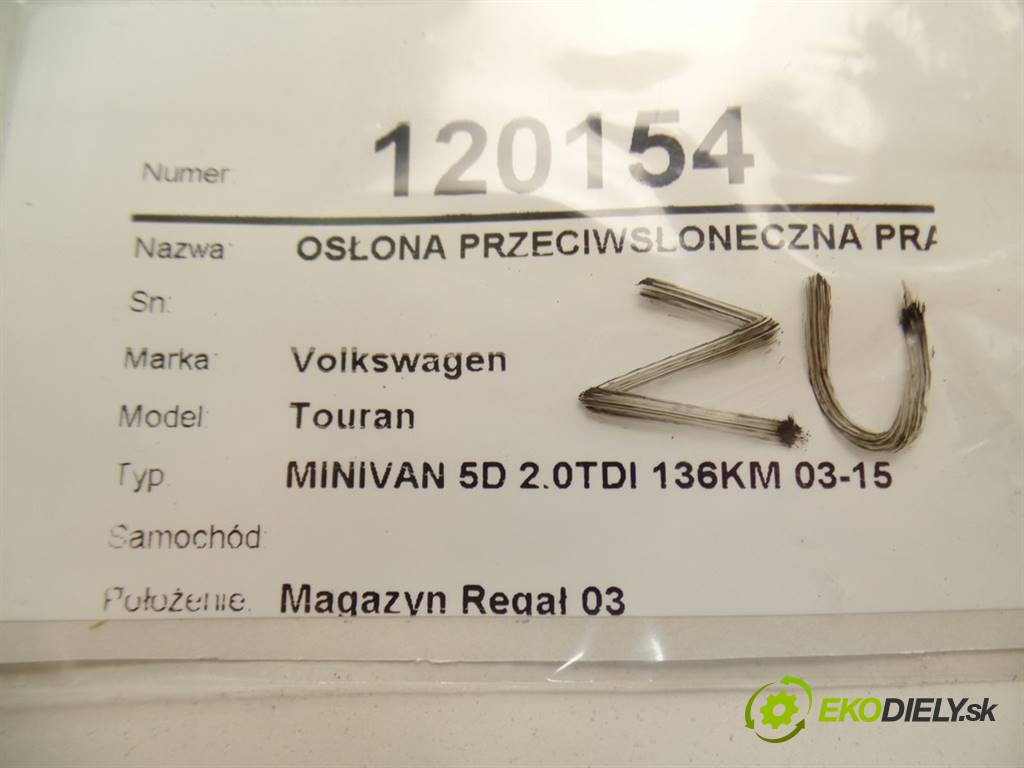 Numer: 120154
Nazwa: OSŁONA PRZECIWSŁONECZNA PRA
Sn:
Marka: Volkswagen
Model: Touran
Typ: MINIVAN 5D 2.0TDI 136KM 03-15
Samochód
Położenie: Magazyn Regał 03
ZU
EKODIELY.sk